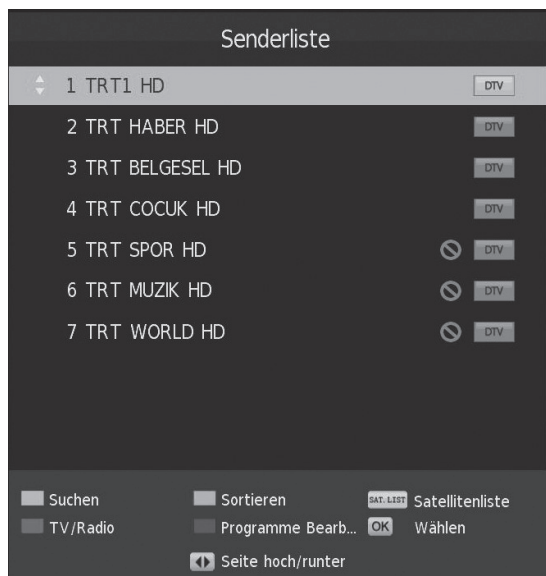 Senderliste
1 TRT1 HD DTV
2 TRT HABER HD DTV
3 TRT BELGESEL HD DTV
4 TRT COCUK HD DTV
5 TRT SPOR HD DTV
6 TRT MUZIK HD DTV
7 TRT WORLD HD DTV
Suchen Sortieren SAT. LIST Satellitenliste
TV/Radio Programme Bearb... OK Wählen
Seite hoch/runter